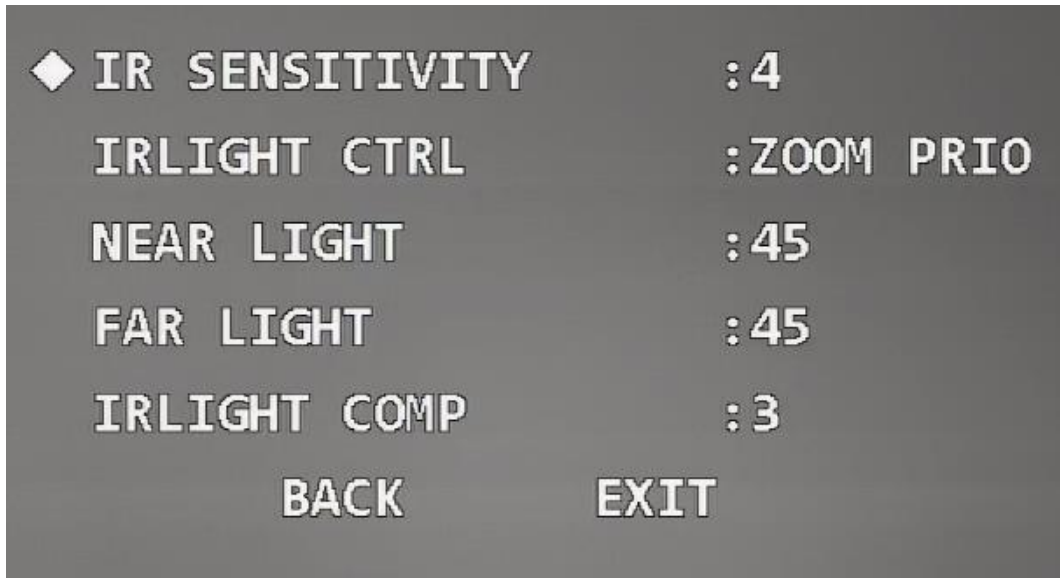 IR SENSITIVITY :4
IRLIGHT CTRL :ZOOM PRIO
NEAR LIGHT :45
FAR LIGHT :45
IRLIGHT COMP :3
BACK EXIT